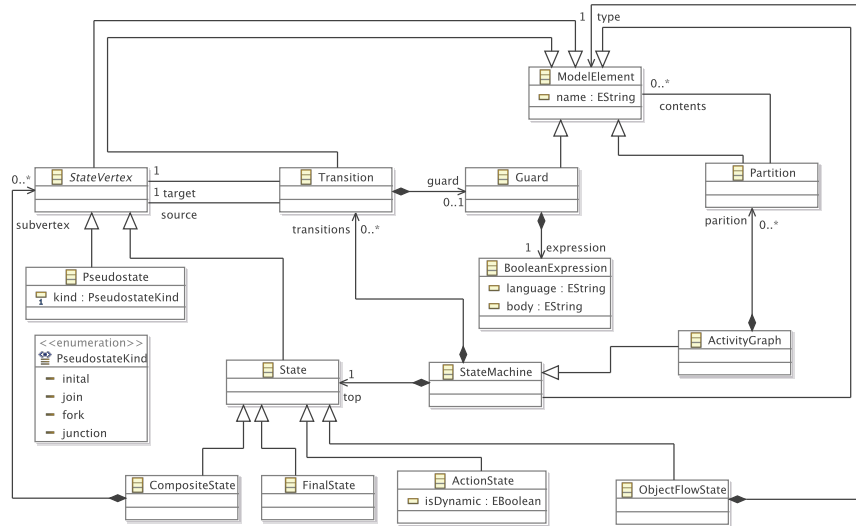 1
type
ModelElement
name : EString
0..*
contents
0..*
StateVertex
1
1 target
source
Transition
guard
0..1
Guard
Partition
subvertex
transitions
0..*
parition
0..*
1
expression
Pseudostate
kind : PseudostateKind
1
BooleanExpression
language : EString
body : EString
<<enumeration>>
PseudostateKind
inital
join
fork
junction
State
1
top
StateMachine
ActivityGraph
CompositeState
FinalState
ActionState
isDynamic : EBoolean
ObjectFlowState